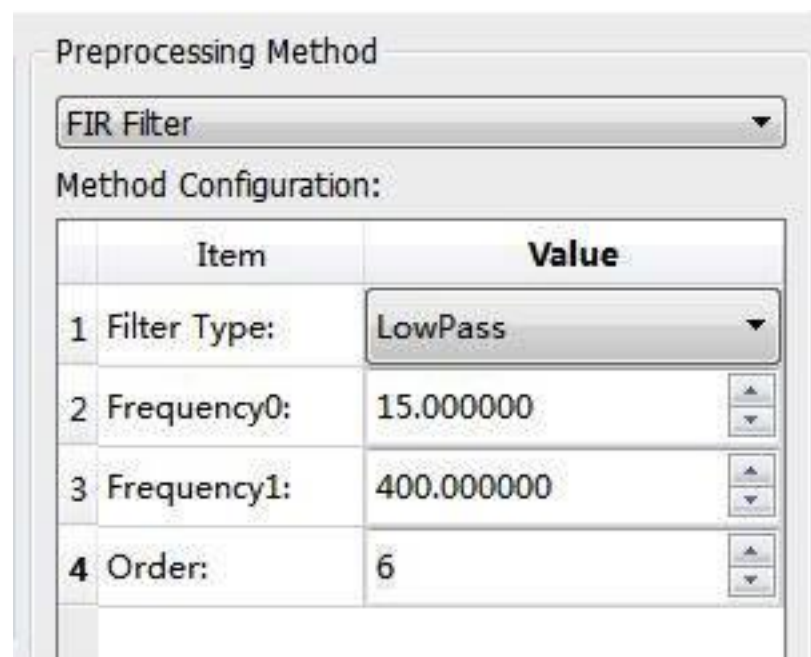 Preprocessing Method
FIR Filter
Method Configuration:
Item Value
1 Filter Type: LowPass
2 Frequency0: 15.000000
3 Frequency1: 400.000000
4 Order: 6